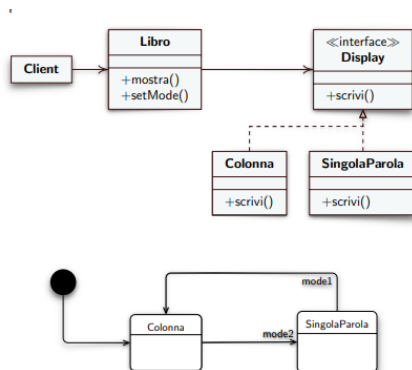 Client
Libro
+mostra()
+setMode()
≪interface≫
Display
+scrivi()
Colonna
+scrivi()
SingolaParola
+scrivi()
mode1
Colonna
mode2
SingolaParola